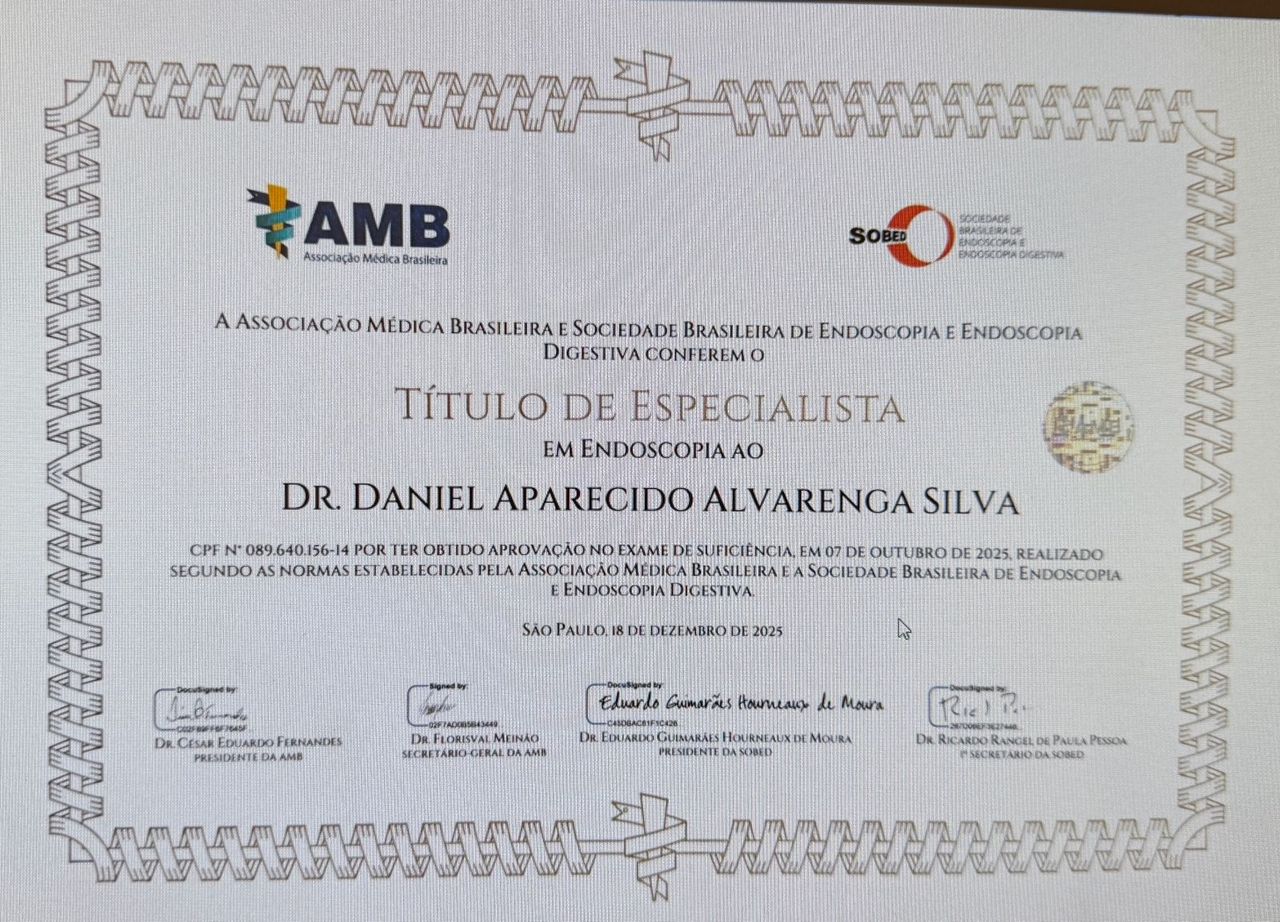 AMB
Associação Médica Brasileira
SOBED
SOCIEDADE
BRASILEIRA DE
ENDOSCOPIA E
ENDOSCOPIA DIGESTIVA
A ASSOCIAÇÃO MÉDICA BRASILEIRA E SOCIEDADE BRASILEIRA DE ENDOSCOPIA E ENDOSCOPIA
DIGESTIVA CONFEREM O
TÍTULO DE ESPECIALISTA
EM ENDOSCOPIA AO
DR. DANIEL APARECIDO ALVARENGA SILVA
CPF Nº 089.640.156-14 POR TER OBTIDO APROVAÇÃO NO EXAME DE SUFICIÊNCIA, EM 07 DE OUTUBRO DE 2025, REALIZADO
SEGUNDO AS NORMAS ESTABELECIDAS PELA ASSOCIAÇÃO MÉDICA BRASILEIRA E A SOCIEDADE BRASILEIRA DE ENDOSCOPIA
E ENDOSCOPIA DIGESTIVA.
SÃO PAULO, 18 DE DEZEMBRO DE 2025
DocuSigned by:
DR. CÉSAR EDUARDO FERNANDES
PRESIDENTE DA AMB
Signed by:
02F7AD0B5B43449
DR. FLORISVAL MEINÃO
SECRETÁRIO-GERAL DA AMB
DocuSigned by:
Eduardo Guimarães Hourneaux de Moura
C45DBAC81F1C428
DR. EDUARDO GUIMARÃES HOURNEAUX DE MOURA
PRESIDENTE DA SOBED
DocuSigned by:
DR. RICARDO RANGEL DE PAULA PESSOA
1º SECRETÁRIO DA SOBED